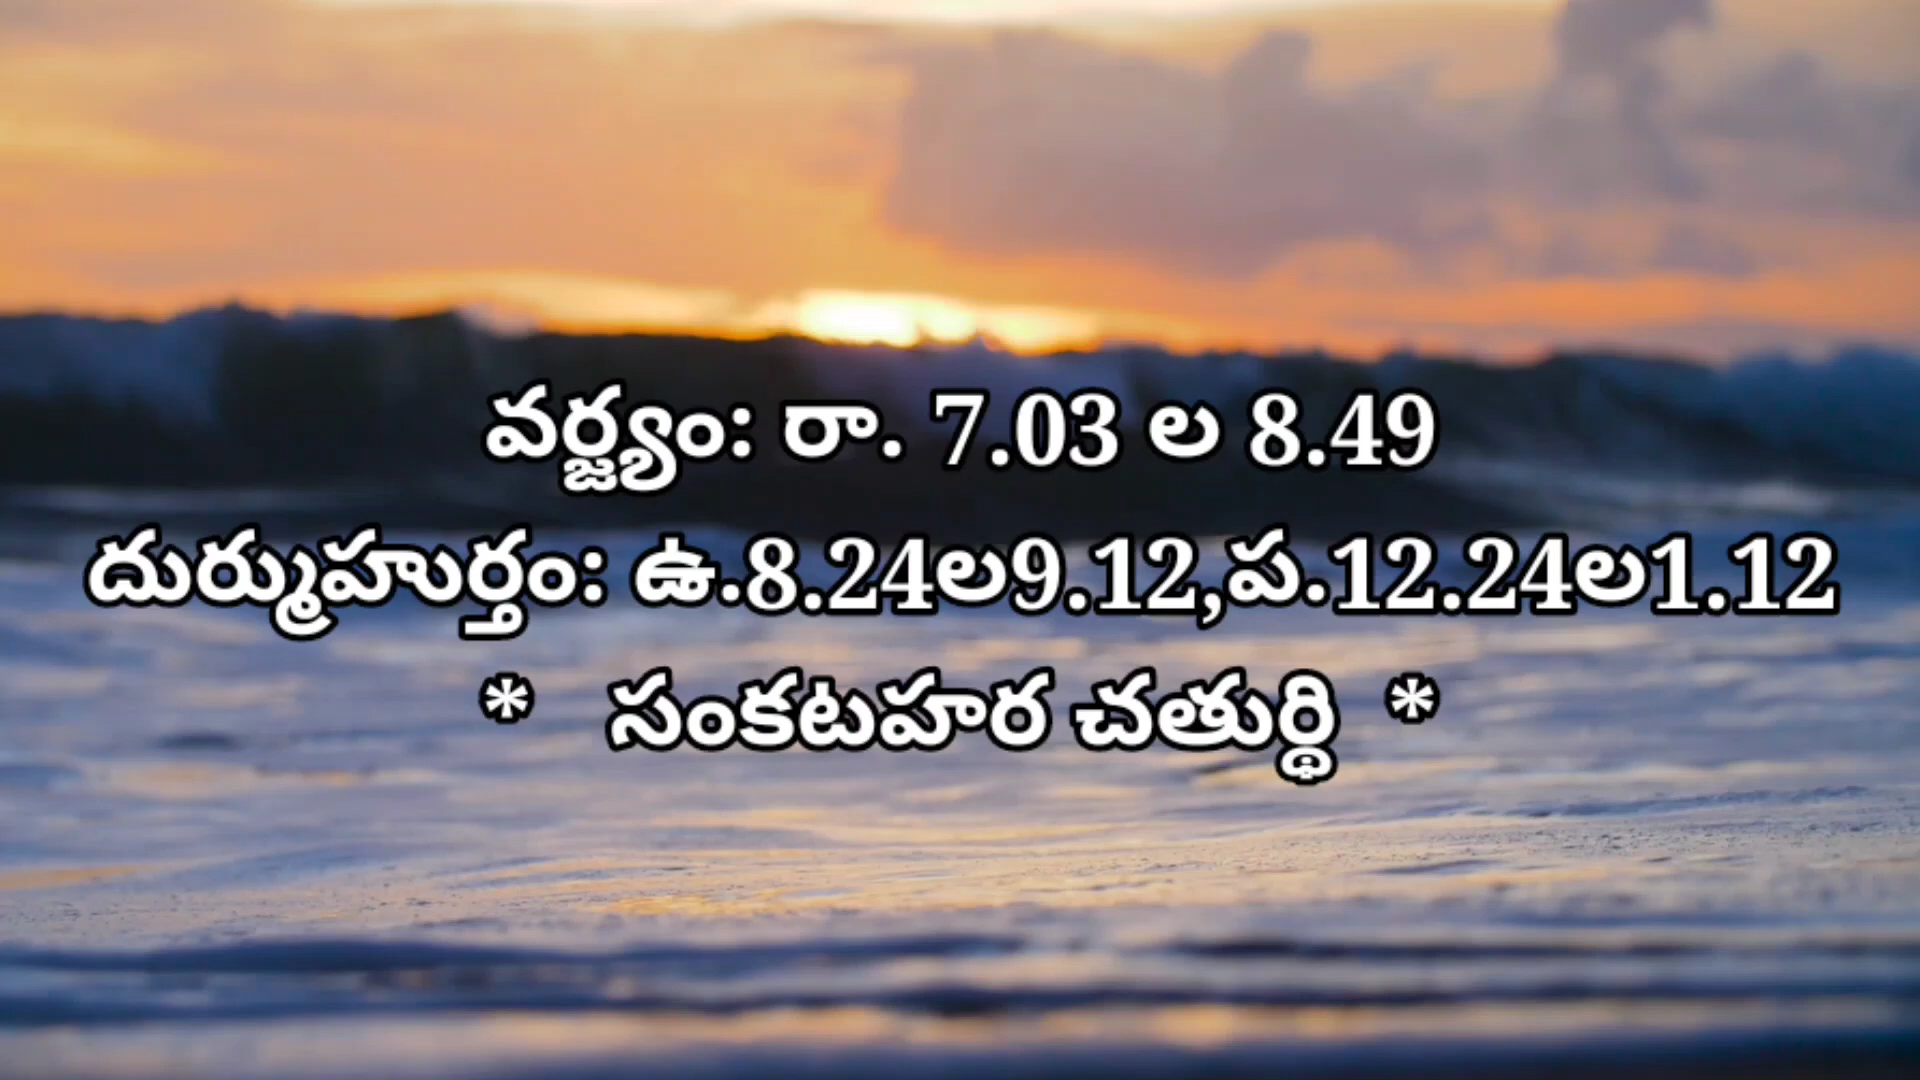 వర్జ్యం: రా. 7.03 ల 8.49
దుర్ముహుర్తం: ఉ.8.24ల9.12,ప.12.24ల1.12
* సంకటహర చతుర్థి *